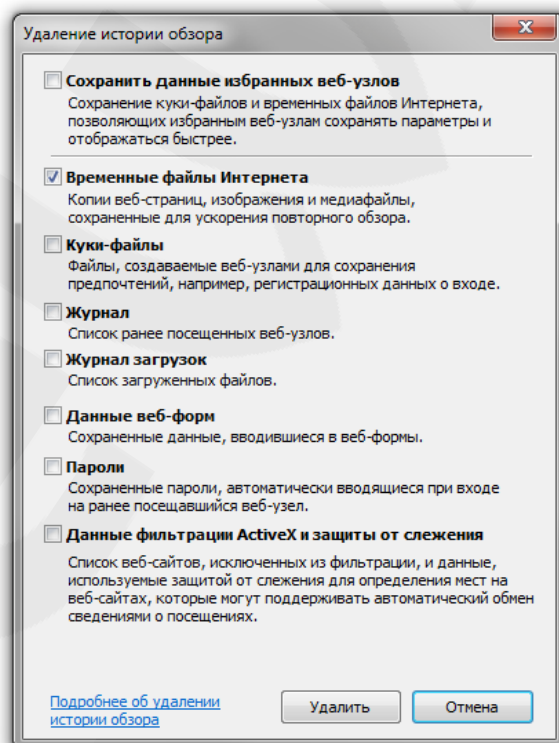 Удаление истории обзора
Сохранить данные избранных веб-узлов
Сохранение куки-файлов и временных файлов Интернета,
позволяющих избранным веб-узлам сохранять параметры и
отображаться быстрее.
Временные файлы Интернета
Копии веб-страниц, изображения и медиафайлы,
сохраненные для ускорения повторного обзора.
Куки-файлы
Файлы, создаваемые веб-узлами для сохранения
предпочтений, например, регистрационных данных о входе.
Журнал
Список ранее посещенных веб-узлов.
Журнал загрузок
Список загруженных файлов.
Данные веб-форм
Сохраненные данные, вводившиеся в веб-формы.
Пароли
Сохраненные пароли, автоматически вводящиеся при входе
на ранее посещавшийся веб-узел.
Данные фильтрации ActiveX и защиты от слежения
Список веб-сайтов, исключенных из фильтрации, и данные,
используемые защитой от слежения для определения мест на
веб-сайтах, которые могут поддерживать автоматический обмен
сведениями о посещениях.
Подробнее об удалении
истории обзора
Удалить
Отмена